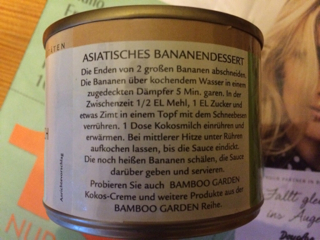 ATEN
ASIATISCHES BANANENDESSERT
Die Enden von 2 großen Bananen abschneiden.
Die Bananen über kochendem Wasser in einem
zugedeckten Dämpfer 5 Min. garen. In der
Zwischenzeit 1/2 EL Mehl, 1 EL Zucker und
etwas Zimt in einem Topf mit dem Schneebesen
verrühren. 1 Dose Kokosmilch einrühren und
erwärmen. Bei mittlerer Hitze unter Rühren
aufkochen lassen, bis die Sauce eindickt.
Die noch heißen Bananen schälen, die Sauce
darüber geben und servieren.
Probieren Sie auch BAMBOO GARDEN
Kokos-Creme und weitere Produkte aus der
BAMBOO GARDEN Reihe.
NUR
Fällt